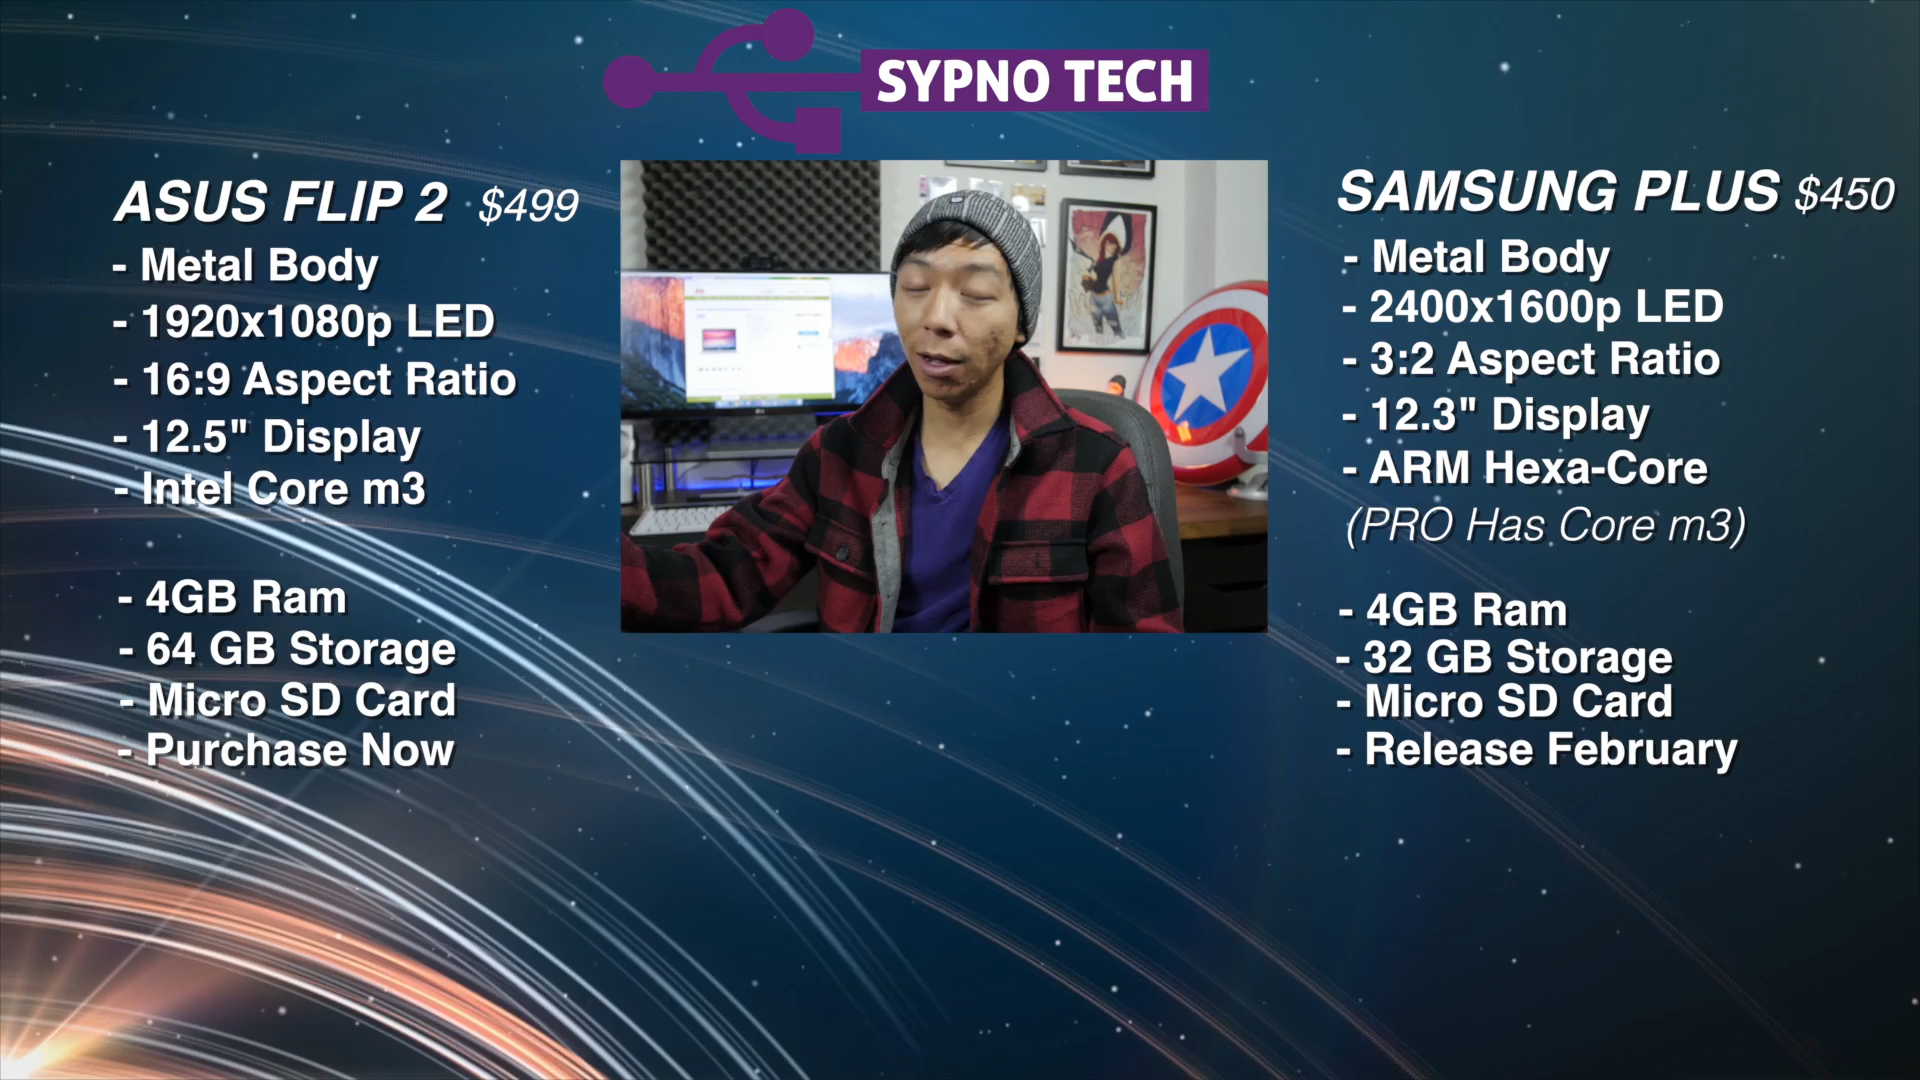 SYPNO TECH
ASUS FLIP 2 $499
- Metal Body
- 1920x1080p LED
- 16:9 Aspect Ratio
- 12.5" Display
- Intel Core m3
- 4GB Ram
- 64 GB Storage
- Micro SD Card
- Purchase Now
SAMSUNG PLUS $450
- Metal Body
- 2400x1600p LED
- 3:2 Aspect Ratio
- 12.3" Display
- ARM Hexa-Core
(PRO Has Core m3)
- 4GB Ram
- 32 GB Storage
- Micro SD Card
- Release February